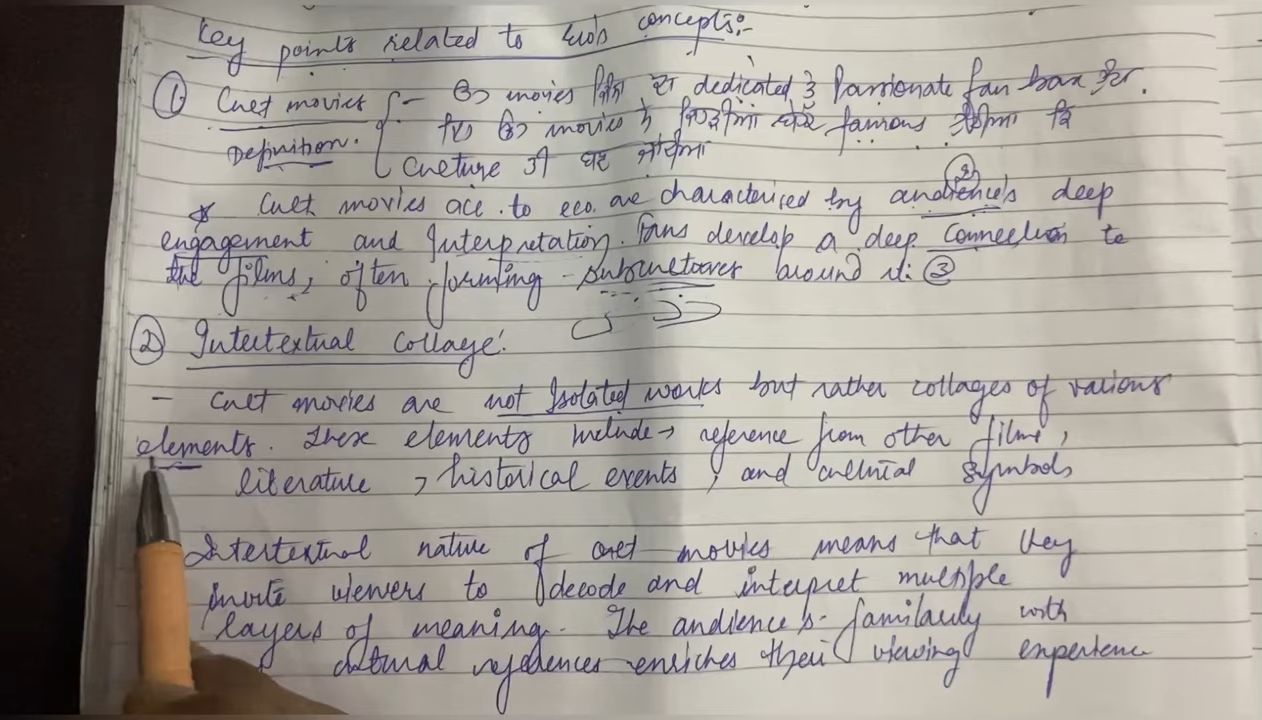 Key points related to Eco's concepts:-
① Cult movies - movies dedicated & Passionate fan base
Definition. movies famous
Culture
* Cult movies acc. to eco. are characterised by audience's deep ②
engagement and Interpretation. Fans develop a deep connection to
the films, often forming - subcultures around it. ③
② Intertextual Collage:
- Cult movies are not Isolated works but rather collages of various
elements. These elements include → reference from other films,
literature, historical events, and cultural symbols
Intertextual nature of cult movies means that they
invite viewers to decode and interpret multiple
layers of meaning. The audience's familarity with
cultural references enriches their viewing experience